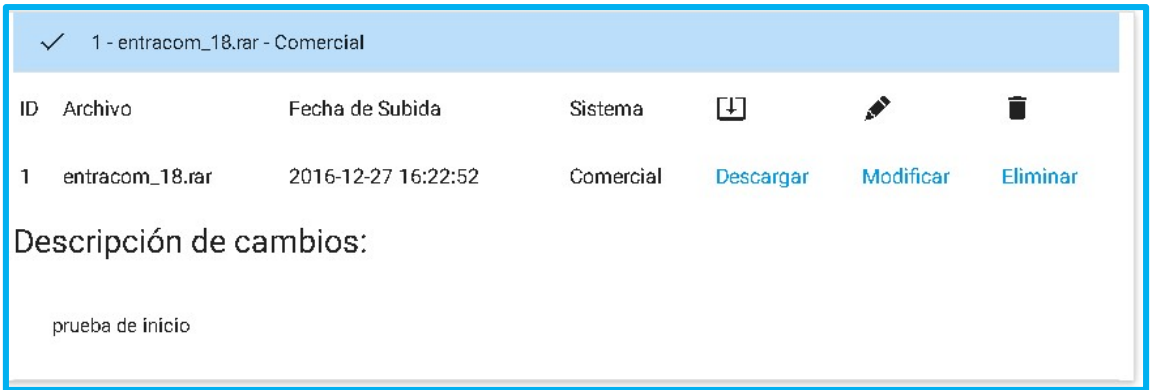 1 - entracom_18.rar - Comercial
ID Archivo Fecha de Subida Sistema
1 entracom_18.rar 2016-12-27 16:22:52 Comercial Descargar Modificar Eliminar
Descripción de cambios:
prueba de inicio